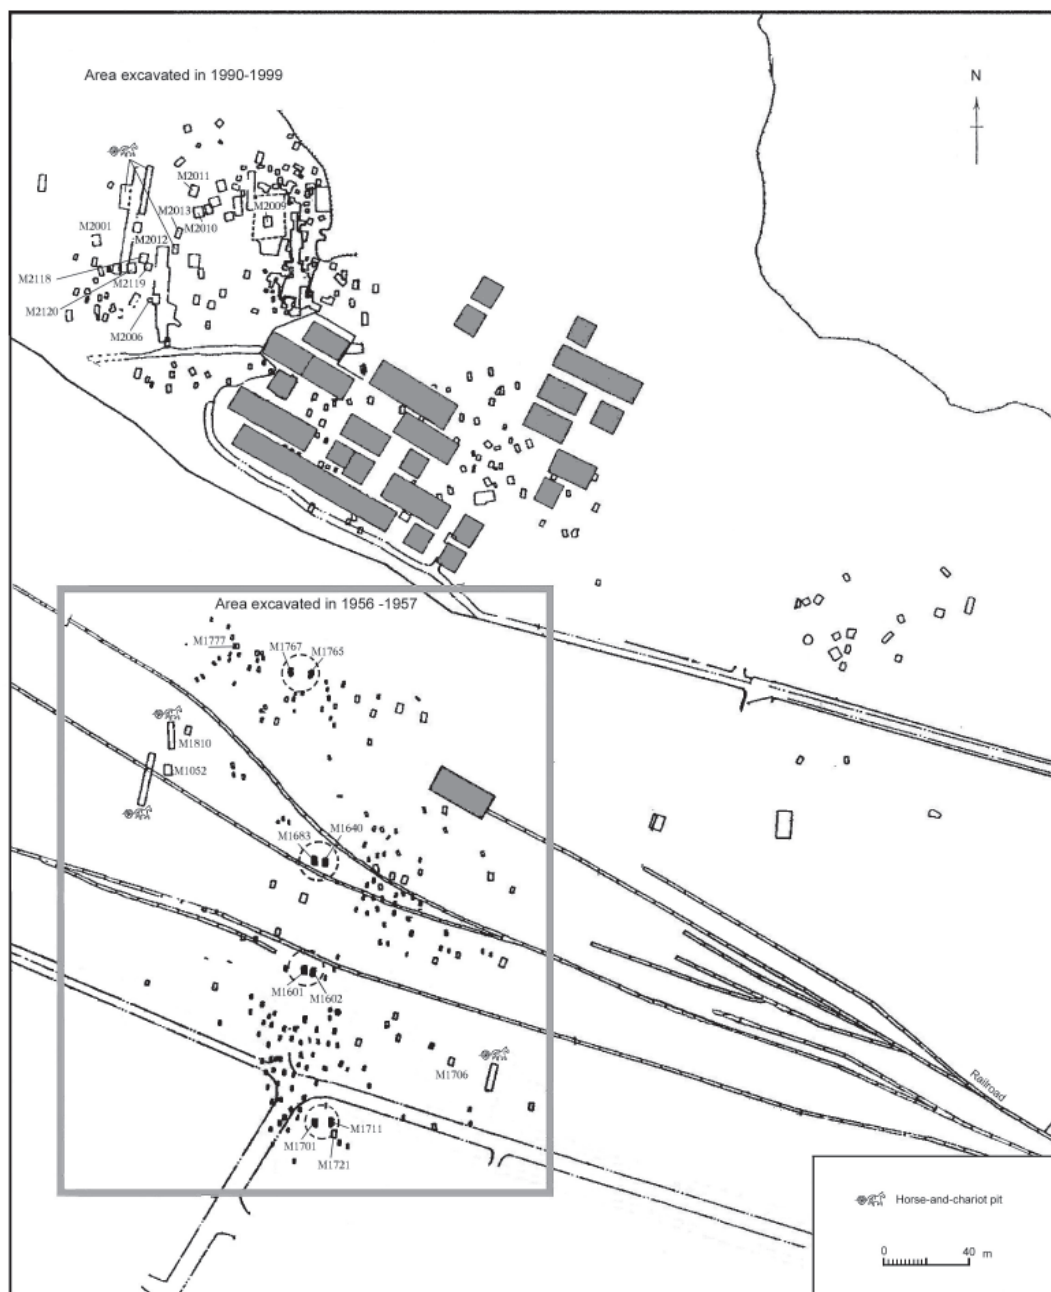 Area excavated in 1990-1999
N
M2011
M2013
M2009
M2001
M2010
M2012
M2118
M2119
M2120
M2006
Area excavated in 1956 -1957
M1777
M1767
M1765
M1810
M1052
M1683
M1640
M1601
M1602
M1706
Railroad
M1701
M1711
M1721
Horse-and-chariot pit
0
40 m